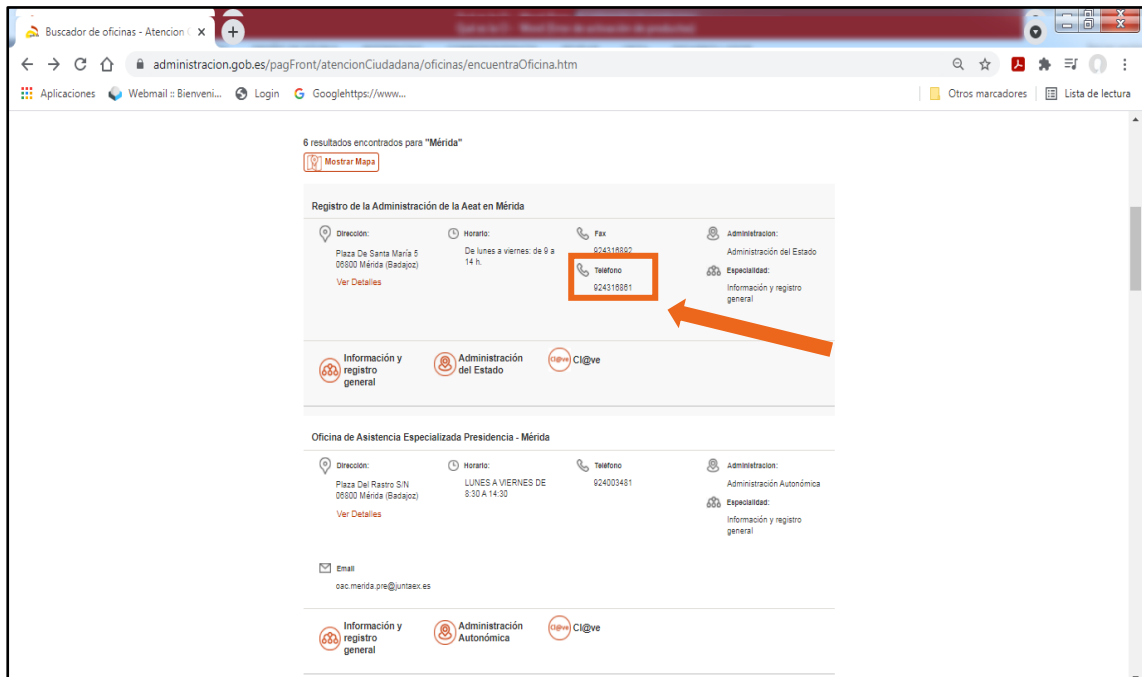 Buscador de oficinas - Atencion
administracion.gob.es/pagFront/atencionCiudadana/oficinas/encuentraOficina.htm
Aplicaciones Webmail :: Bienveni... Login Googlehttps://www... Otros marcadores Lista de lectura
6 resultados encontrados para "Mérida"
Mostrar Mapa
Registro de la Administración de la Aeat en Mérida
Dirección:
Plaza De Santa María 5
06800 Mérida (Badajoz)
Ver Detalles
Horario:
De lunes a viernes: de 9 a
14 h.
Fax
924316892
Teléfono
924316861
Administracion:
Administración del Estado
Especialidad:
Información y registro
general
Información y
registro
general
Administración
del Estado
Cl@ve Cl@ve
Oficina de Asistencia Especializada Presidencia - Mérida
Dirección:
Plaza Del Rastro S/N
06800 Mérida (Badajoz)
Ver Detalles
Horario:
LUNES A VIERNES DE
8:30 A 14:30
Teléfono
924003481
Administracion:
Administración Autonómica
Especialidad:
Información y registro
general
Email
oac.merida.pre@juntaex.es
Información y
registro
general
Administración
Autonómica
Cl@ve Cl@ve